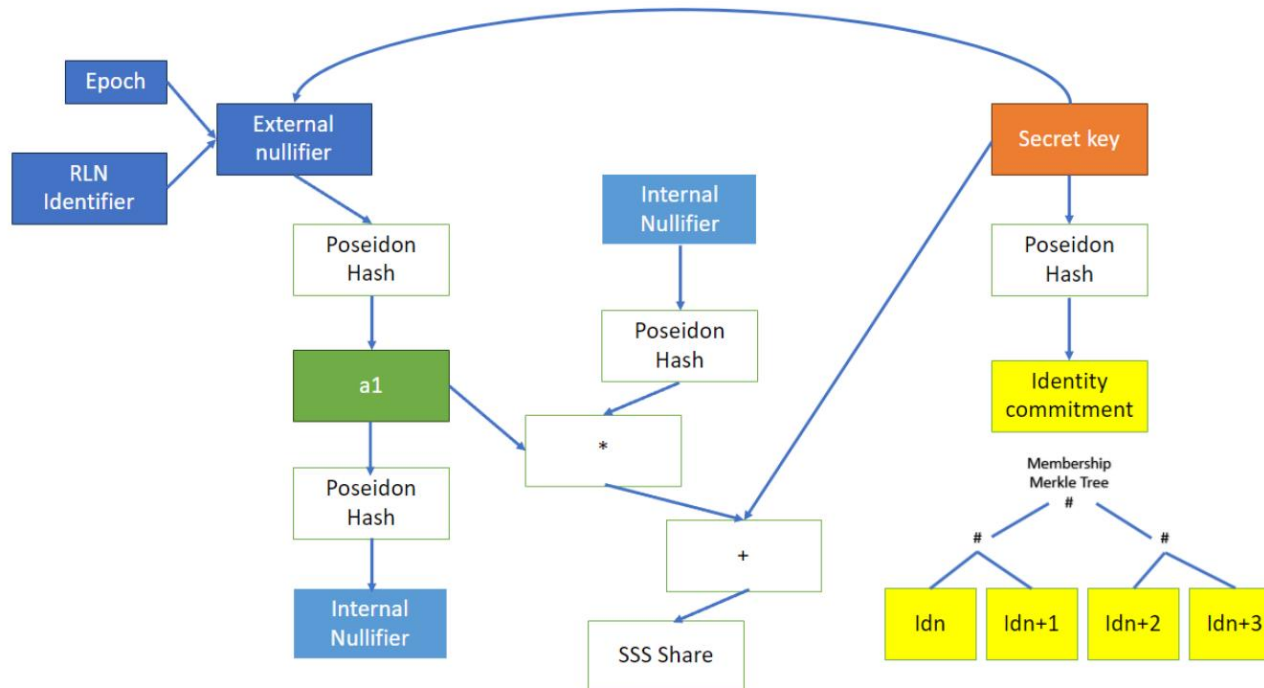 Epoch
External
nullifier
Secret key
RLN
Identifier
Internal
Nullifier
Poseidon
Hash
Poseidon
Hash
Poseidon
Hash
a1
Identity
commitment
*
Membership
Merkle Tree
#
Poseidon
Hash
# #
+
Internal
Nullifier
Idn Idn+1 Idn+2 Idn+3
SSS Share